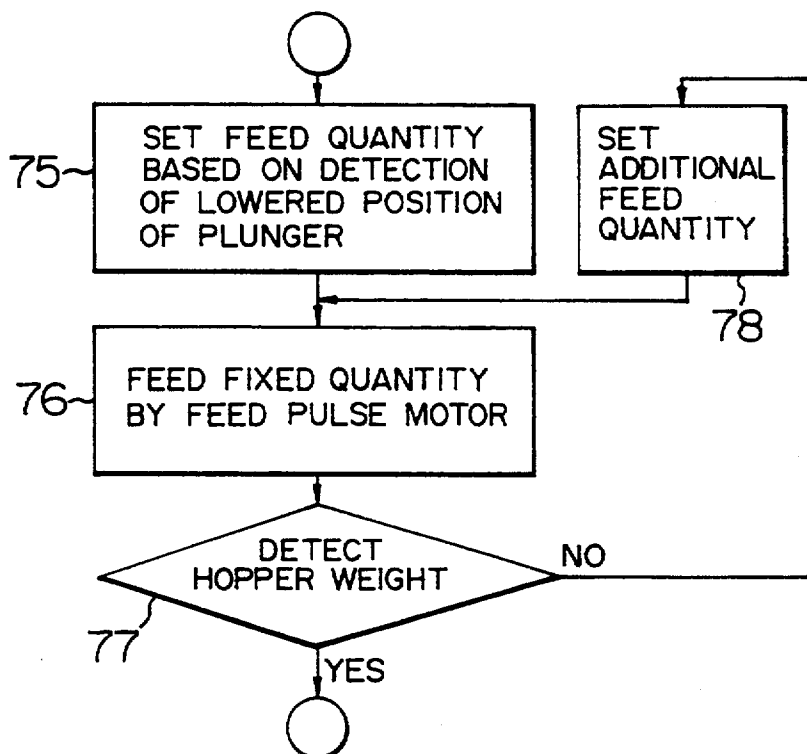 75
SET FEED QUANTITY
BASED ON DETECTION
OF LOWERED POSITION
OF PLUNGER
SET
ADDITIONAL
FEED
QUANTITY
78
76
FEED FIXED QUANTITY
BY FEED PULSE MOTOR
DETECT
HOPPER WEIGHT
NO
77
YES